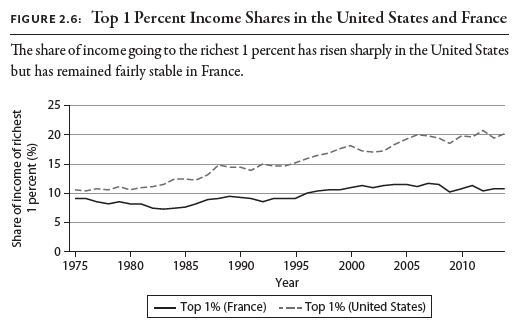 FIGURE 2.6: Top 1 Percent Income Shares in the United States and France
The share of income going to the richest 1 percent has risen sharply in the United States
but has remained fairly stable in France.
Share of income of richest
1 percent (%)
25
20
15
10
5
0
1975 1980 1985 1990 1995 2000 2005 2010
Year
Top 1% (France) Top 1% (United States)